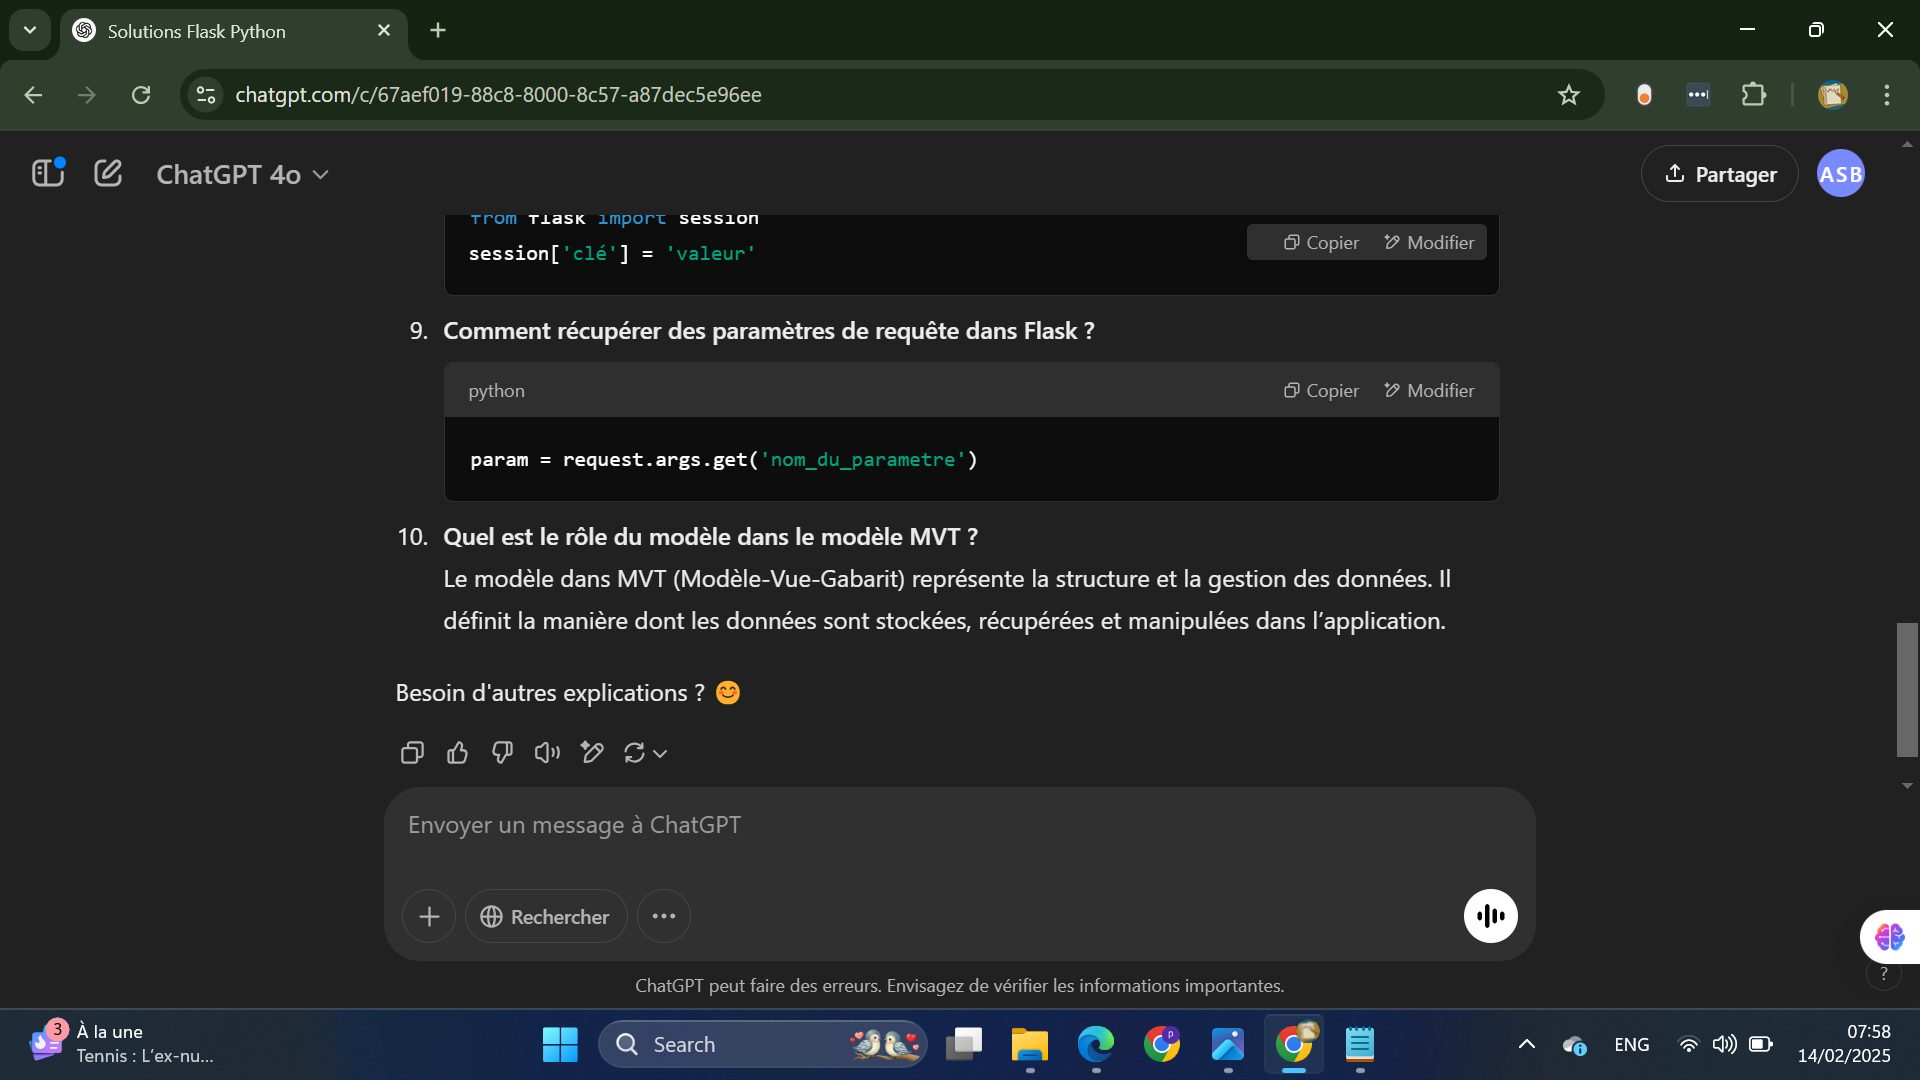 Solutions Flask Python
chatgpt.com/c/67aef019-88c8-8000-8c57-a87dec5e96ee
ChatGPT 4o
Partager
ASB
from flask import session
session['clé'] = 'valeur'
Copier
Modifier
9. Comment récupérer des paramètres de requête dans Flask ?
python
Copier
Modifier
param = request.args.get('nom_du_parametre')
10. Quel est le rôle du modèle dans le modèle MVT ?
Le modèle dans MVT (Modèle-Vue-Gabarit) représente la structure et la gestion des données. Il
définit la manière dont les données sont stockées, récupérées et manipulées dans l’application.
Besoin d'autres explications ? 😊
Envoyer un message à ChatGPT
Rechercher
ChatGPT peut faire des erreurs. Envisagez de vérifier les informations importantes.
?
3
À la une
Tennis : L’ex-nu...
Search
P
ENG
07:58
14/02/2025